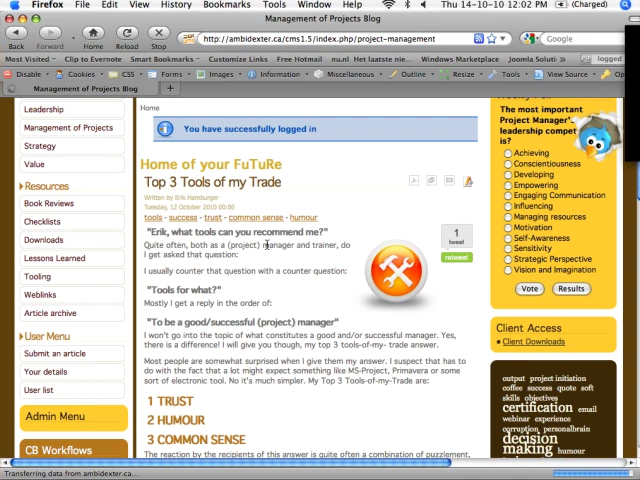 Firefox File Edit View History Bookmarks Tools Window Help Thu 14-10-10 12:02 PM (Charged)
Management of Projects Blog
Back Forward Home Reload Stop
http://ambidexter.ca/cms1.5/index.php/project-management
Google
Most Visited Clip to Evernote Smart Bookmarks Customize Links Free Hotmail nu.nl Het laatste nie... Windows Marketplace Joomla Soluti... logged
Disable Cookies CSS Forms Images Information Miscellaneous Outline Resize Tools View Source Op
Management of Projects Blog
Leadership
Management of Projects
Strategy
Value
Resources
Book Reviews
Checklists
Downloads
Lessons Learned
Tooling
Weblinks
Article archive
User Menu
Submit an article
Your details
User list
Admin Menu
CB Workflows
Home
You have successfully logged in
Home of your FuTuRe
Top 3 Tools of my Trade
Written by Erik Hamburger
Tuesday, 12 October 2010 00:00
tools - success - trust - common sense - humour
"Erik, what tools can you recommend me?"
Quite often, both as a (project) manager and trainer, do
I get asked that question:
I usually counter that question with a counter question:
"Tools for what?"
Mostly I get a reply in the order of:
"To be a good/successful (project) manager"
I won't go into the topic of what constitutes a good and/or successful manager. Yes,
there is a difference! I will give you though, my top 3 tools-of-my- trade answer.
Most people are somewhat surprised when I give them my answer. I suspect that has to
do with the fact that a lot might expect something like MS-Project, Primavera or some
sort of electronic tool. No it's much simpler. My Top 3 Tools-of-my-Trade are:
1 TRUST
2 HUMOUR
3 COMMON SENSE
The reaction by the recipients of this answer is quite often a combination of puzzlement,
1
tweet
retweet
The most important
Project Manager's
leadership compet
is?
Achieving
Conscientiousness
Developing
Empowering
Engaging Communication
Influencing
Managing resources
Motivation
Self-Awareness
Sensitivity
Strategic Perspective
Vision and Imagination
Vote Results
Client Access
Client Downloads
output project initiation
coffee success quote soft
skills objectives
certification email
webinar experience
corruption personalbrain
decision
making humour
Transferring data from ambidexter.ca...